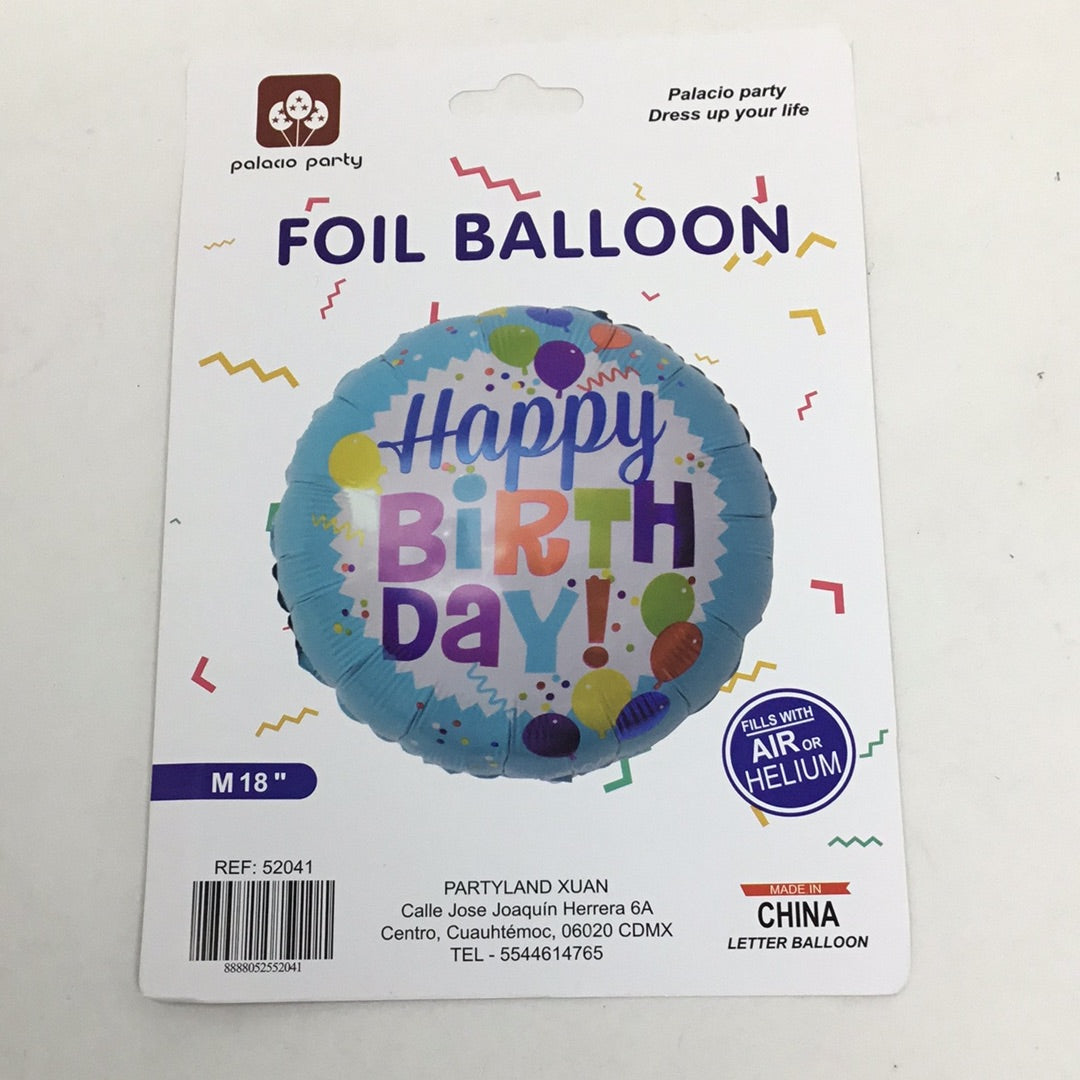 palacio party
Palacio party
Dress up your life
FOIL BALLOON
Happy
BiRTH
Day!
FILLS WITH
AIR OR
HELIUM
M 18"
REF: 52041
8888052552041
PARTYLAND XUAN
Calle Jose Joaquín Herrera 6A
Centro, Cuauhtémoc, 06020 CDMX
TEL - 5544614765
MADE IN
CHINA
LETTER BALLOON